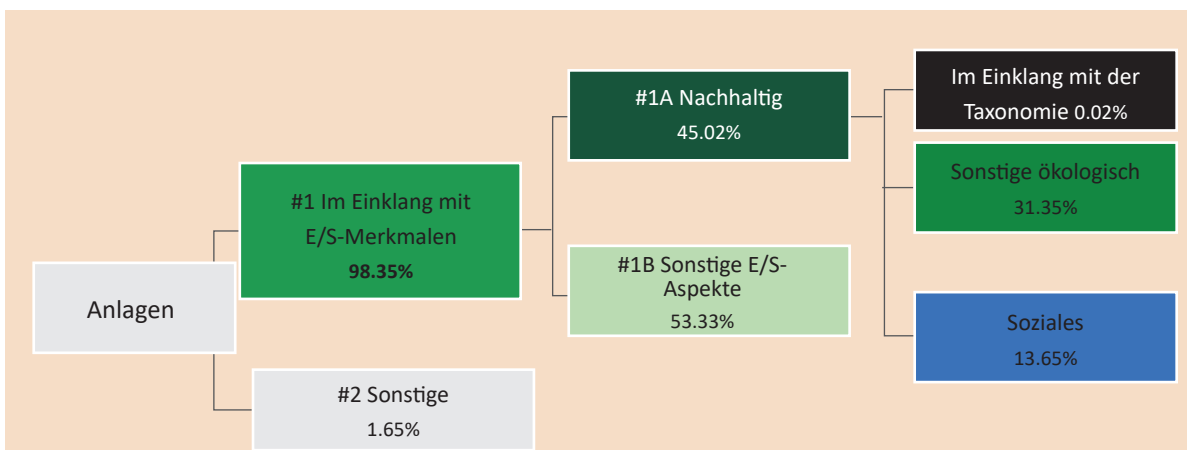 Anlagen
#1 Im Einklang mit
E/S-Merkmalen
98.35%
#2 Sonstige
1.65%
#1A Nachhaltig
45.02%
#1B Sonstige E/S-
Aspekte
53.33%
Im Einklang mit der
Taxonomie 0.02%
Sonstige ökologisch
31.35%
Soziales
13.65%